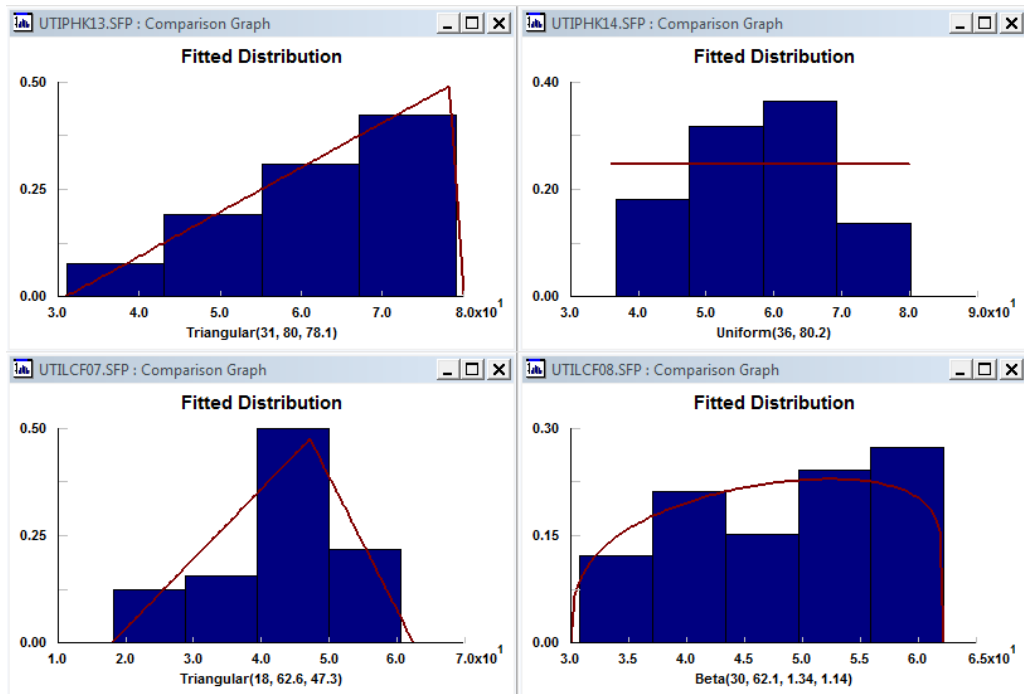 UTIPHK13.SFP : Comparison Graph
Fitted Distribution
0.50
0.25
0.00
3.0 4.0 5.0 6.0 7.0 8.0x10 1
Triangular(31, 80, 78.1)
UTIPHK14.SFP : Comparison Graph
Fitted Distribution
0.40
0.20
0.00
3.0 4.0 5.0 6.0 7.0 8.0 9.0x10 1
Uniform(36, 80.2)
UTILCF07.SFP : Comparison Graph
Fitted Distribution
0.50
0.25
0.00
1.0 2.0 3.0 4.0 5.0 6.0 7.0x10 1
Triangular(18, 62.6, 47.3)
UTILCF08.SFP : Comparison Graph
Fitted Distribution
0.30
0.15
0.00
3.0 3.5 4.0 4.5 5.0 5.5 6.0 6.5x10 1
Beta(30, 62.1, 1.34, 1.14)